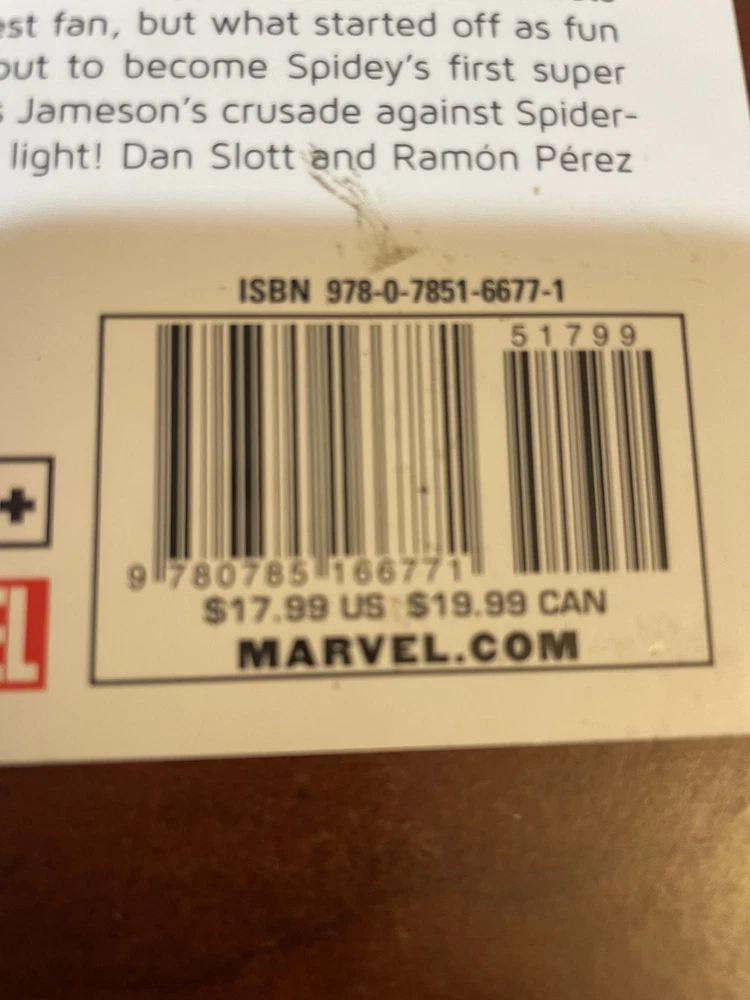 est fan, but what started off as fun
out to become Spidey's first super
Jameson's crusade against Spider-
light! Dan Slott and Ramón Pérez
ISBN 978-0-7851-6677-1
51799
9 780785 166771
$17.99 US $19.99 CAN
MARVEL.COM
+
EL